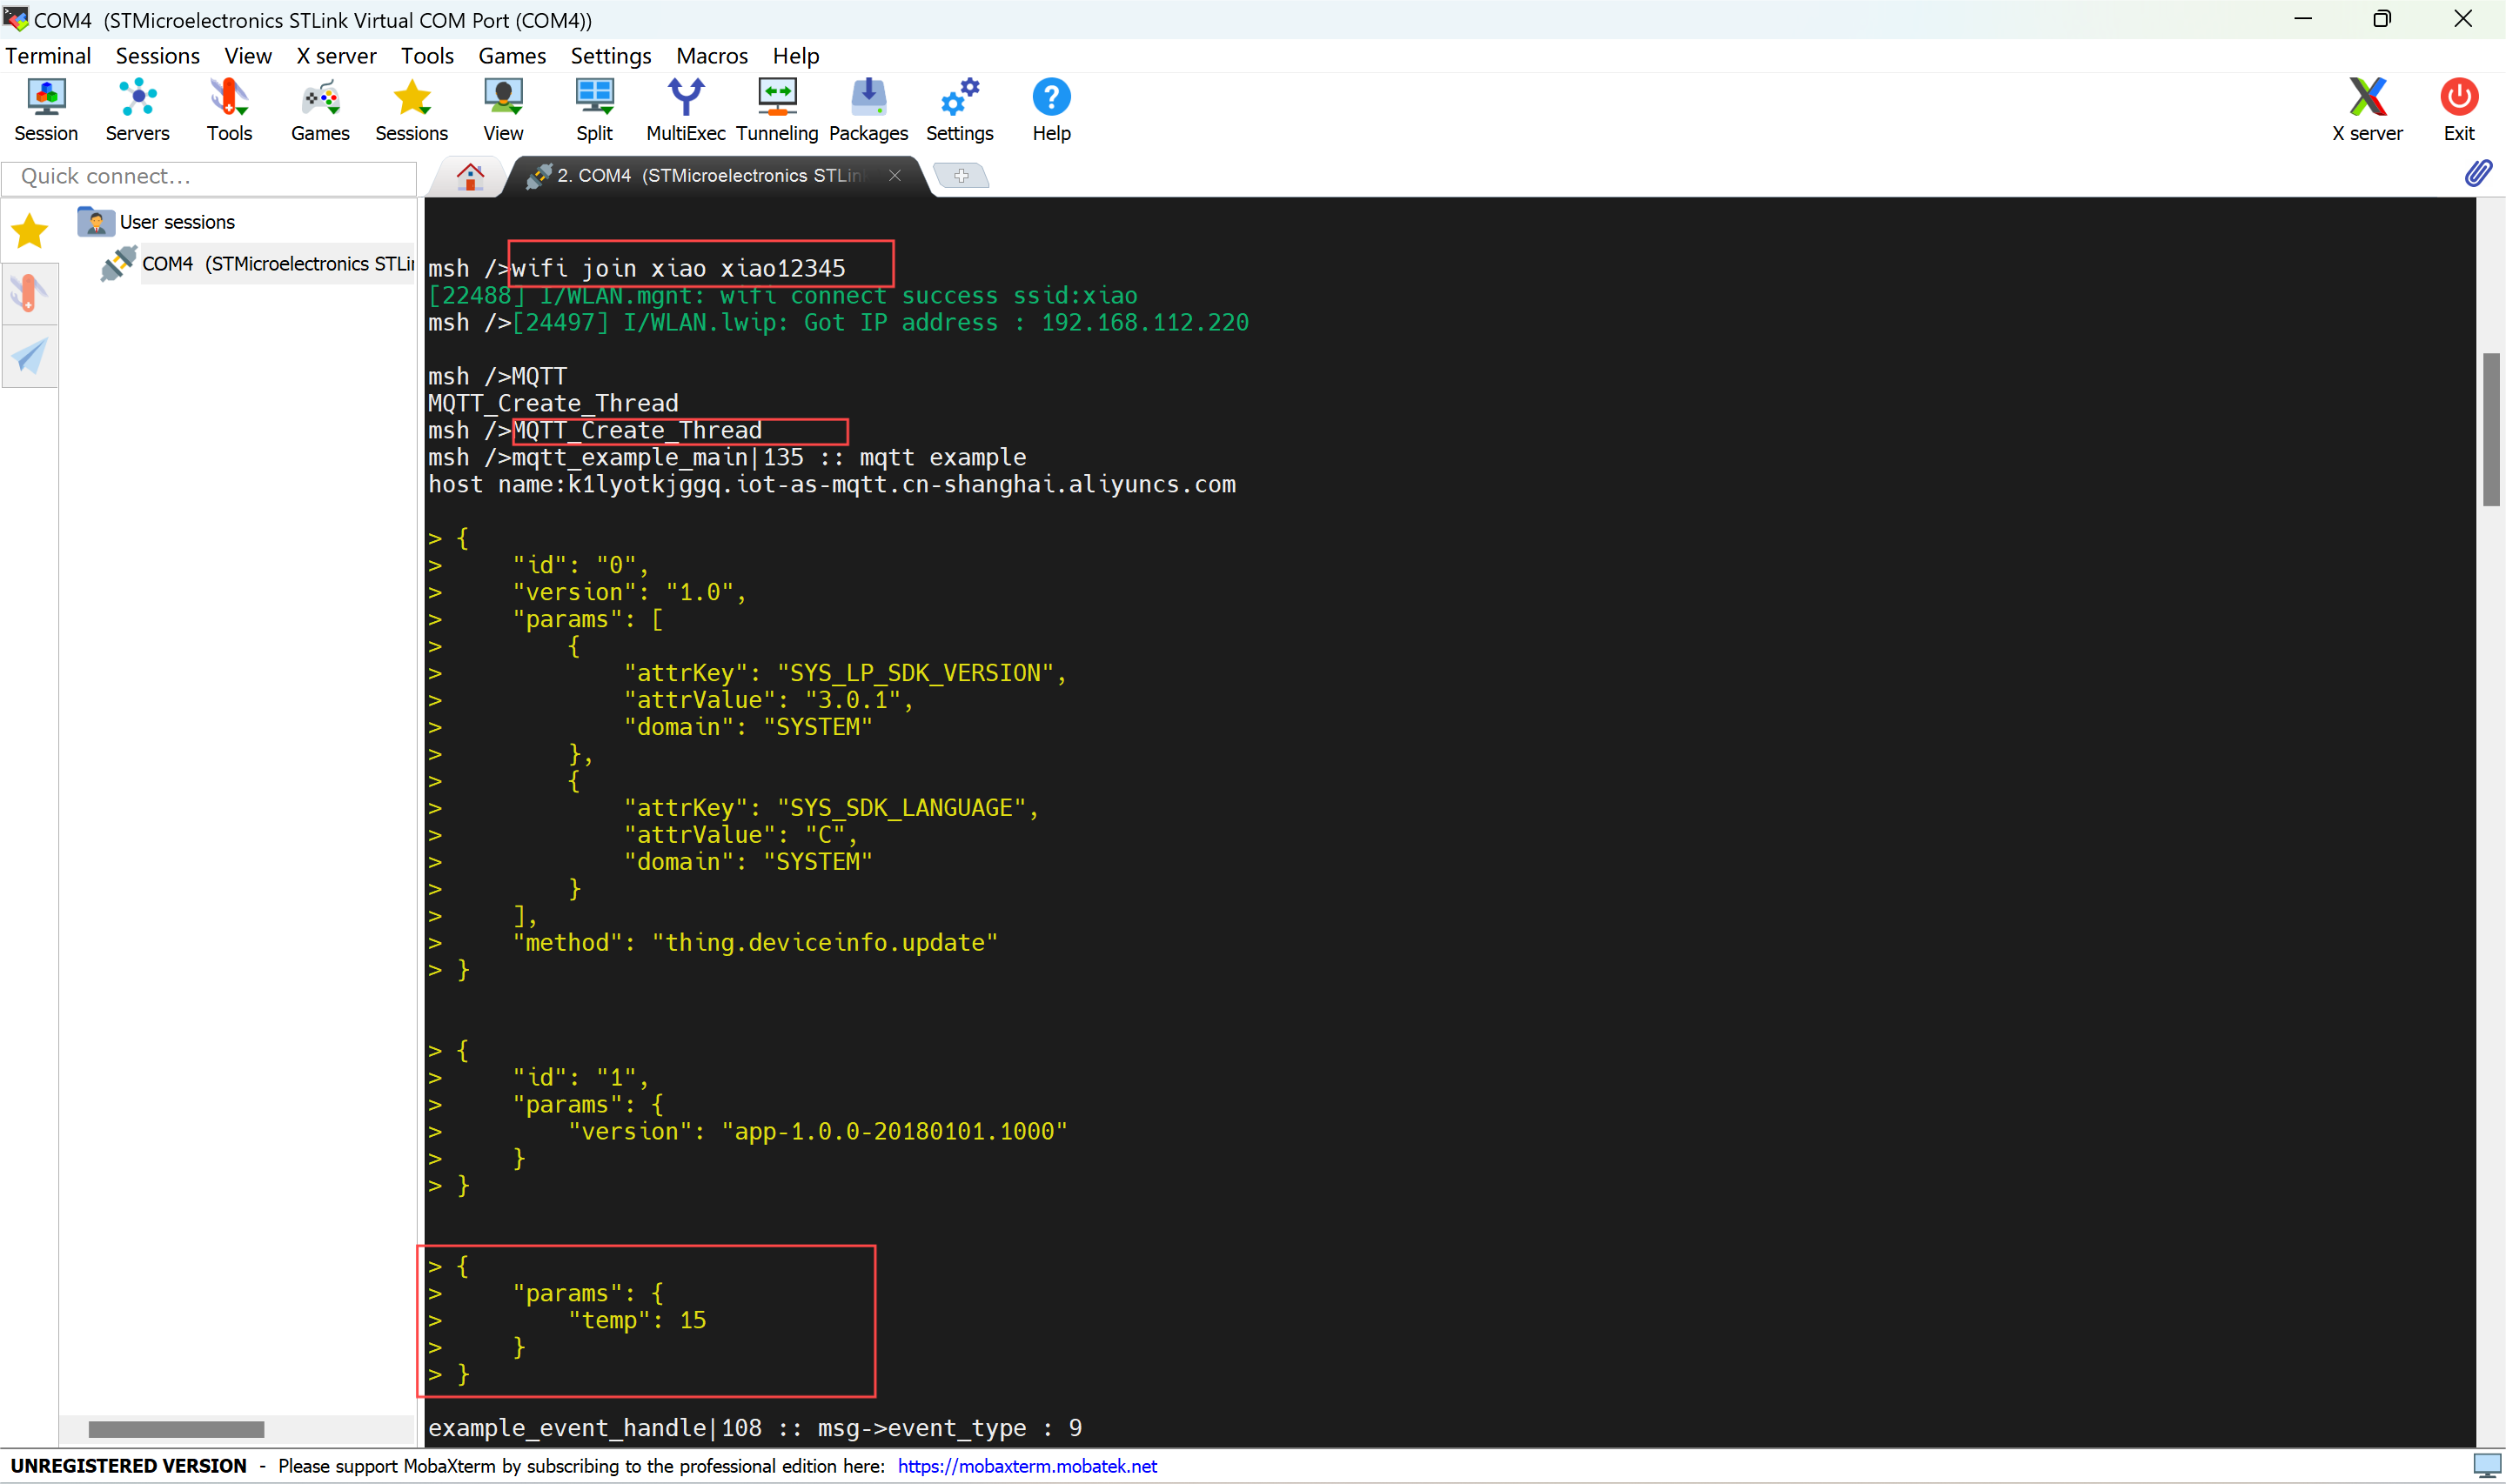 COM4  (STMicroelectronics STLink Virtual COM Port (COM4))
Terminal Sessions View X server Tools Games Settings Macros Help
Session Servers Tools Games Sessions View Split MultiExec Tunneling Packages Settings Help X server Exit
Quick connect...
2. COM4  (STMicroelectronics STLin
User sessions
COM4  (STMicroelectronics STLi
msh />wifi join xiao xiao12345
[22488] I/WLAN.mgnt: wifi connect success ssid:xiao
msh />[24497] I/WLAN.lwip: Got IP address : 192.168.112.220
msh />MQTT
MQTT_Create_Thread
msh />MQTT_Create_Thread
msh />mqtt_example_main|135 :: mqtt example
host name:k1lyotkjggq.iot-as-mqtt.cn-shanghai.aliyuncs.com
> {
>     "id": "0",
>     "version": "1.0",
>     "params": [
>         {
>             "attrKey": "SYS_LP_SDK_VERSION",
>             "attrValue": "3.0.1",
>             "domain": "SYSTEM"
>         },
>         {
>             "attrKey": "SYS_SDK_LANGUAGE",
>             "attrValue": "C",
>             "domain": "SYSTEM"
>         }
>     ],
>     "method": "thing.deviceinfo.update"
> }
> {
>     "id": "1",
>     "params": {
>         "version": "app-1.0.0-20180101.1000"
>     }
> }
> {
>     "params": {
>         "temp": 15
>     }
> }
example_event_handle|108 :: msg->event_type : 9
UNREGISTERED VERSION - Please support MobaXterm by subscribing to the professional edition here: https://mobaxterm.mobatek.net